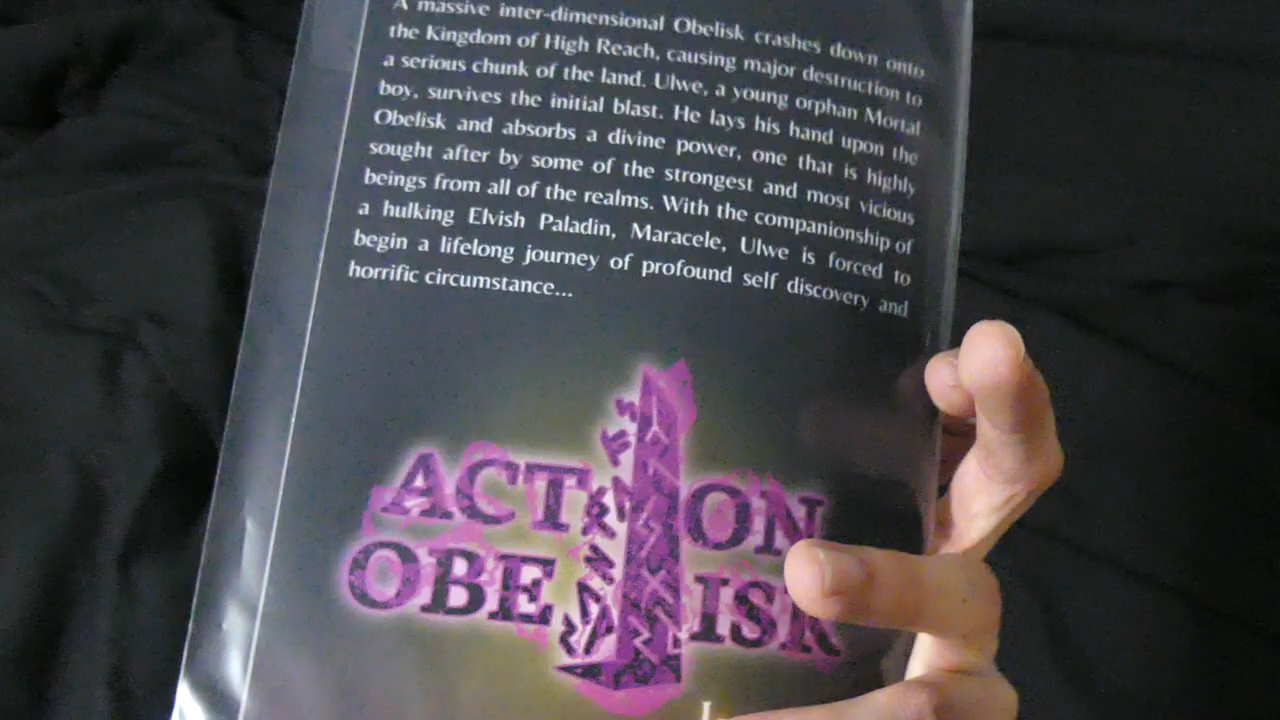 A massive inter-dimensional Obelisk crashes down onto
the Kingdom of High Reach, causing major destruction to
a serious chunk of the land. Ulwe, a young orphan Mortal
boy, survives the initial blast. He lays his hand upon the
Obelisk and absorbs a divine power, one that is highly
sought after by some of the strongest and most vicious
beings from all of the realms. With the companionship of
a hulking Elvish Paladin, Maracele, Ulwe is forced to
begin a lifelong journey of profound self discovery and
horrific circumstance...
ACTION
OBELISK